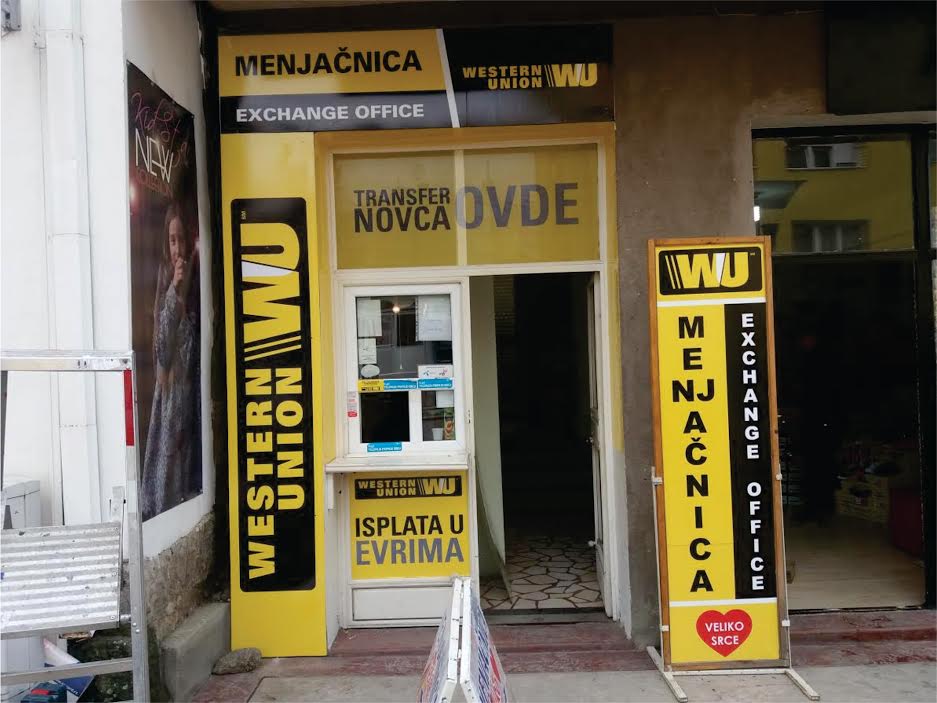 MENJAČNICA
EXCHANGE OFFICE
WESTERN
UNION WU
TRANSFER
NOVCA OVDE
WESTERN
UNION WU
WESTERN
UNION WU
ISPLATA U
EVRIMA
WU
MENJAČNICA
EXCHANGE OFFICE
VELIKO
SRCE
NEW